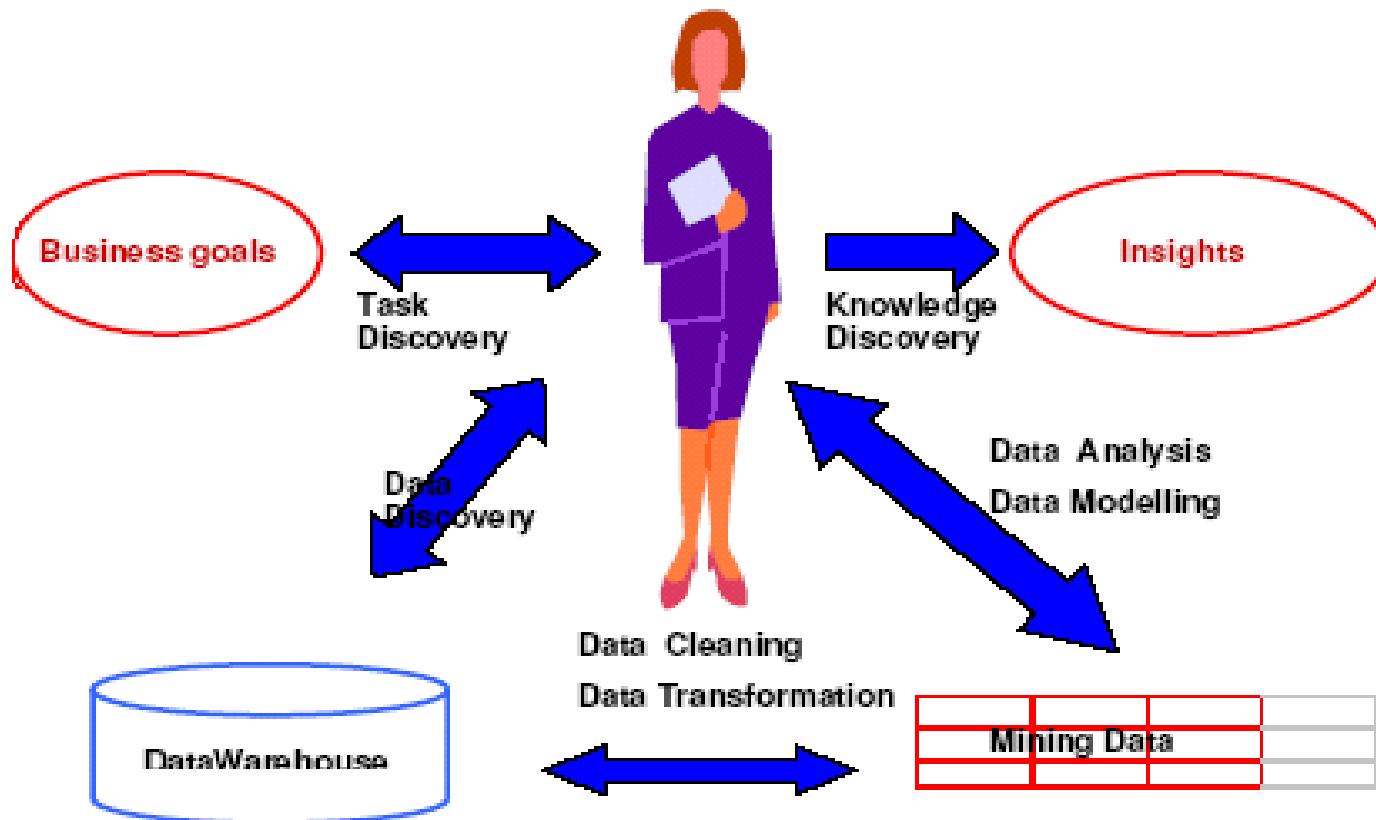 Business goals
Insights
Task
Discovery
Knowledge
Discovery
Data
Discovery
Data Analysis
Data Modelling
Data Cleaning
Data Transformation
DataWarehouse
Mining Data